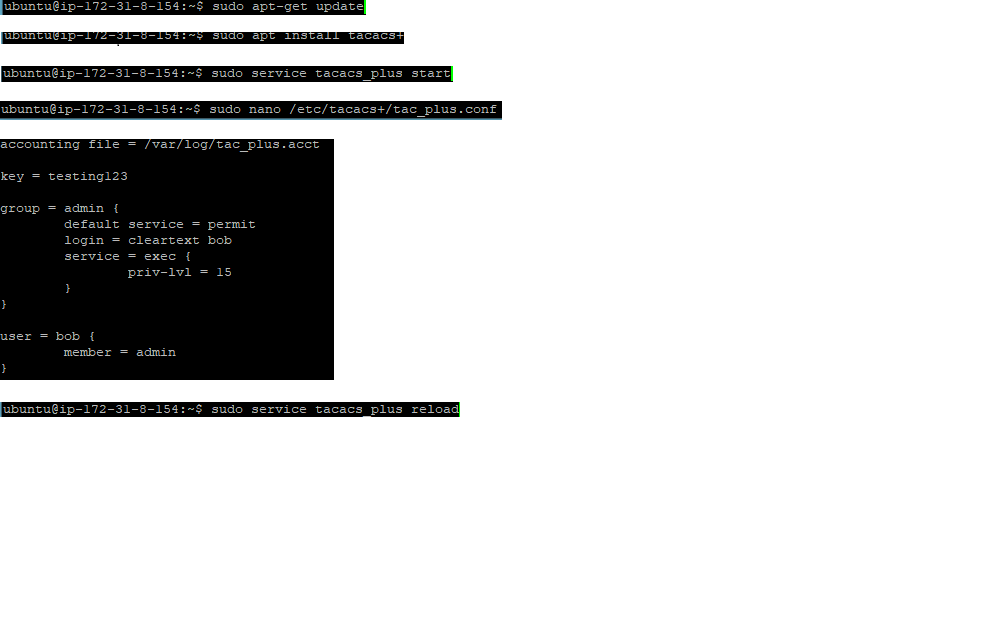 ubuntu@ip-172-31-8-154:~$ sudo apt-get update
ubuntu@ip-172-31-8-154:~$ sudo apt install tacacs+
ubuntu@ip-172-31-8-154:~$ sudo service tacacs_plus start
ubuntu@ip-172-31-8-154:~$ sudo nano /etc/tacacs+/tac_plus.conf
accounting file = /var/log/tac_plus.acct
key = testing123
group = admin {
        default service = permit
        login = cleartext bob
        service = exec {
                priv-lvl = 15
        }
}
user = bob {
        member = admin
}
ubuntu@ip-172-31-8-154:~$ sudo service tacacs_plus reload